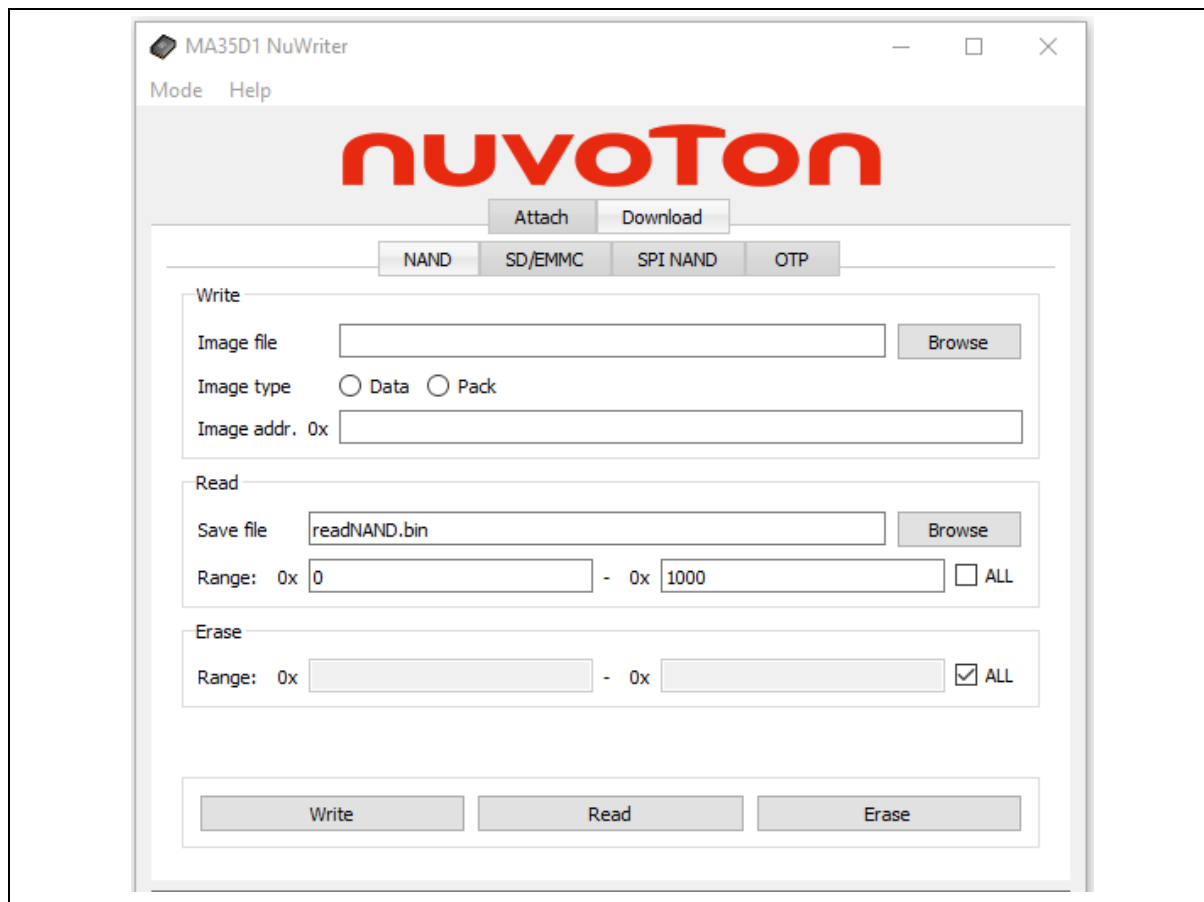 MA35D1 NuWriter
Mode Help
nuvoTon
Attach Download
NAND SD/EMMC SPI NAND OTP
Write
Image file Browse
Image type Data Pack
Image addr. 0x
Read
Save file readNAND.bin Browse
Range: 0x 0 - 0x 1000 ALL
Erase
Range: 0x - 0x ALL
Write Read Erase